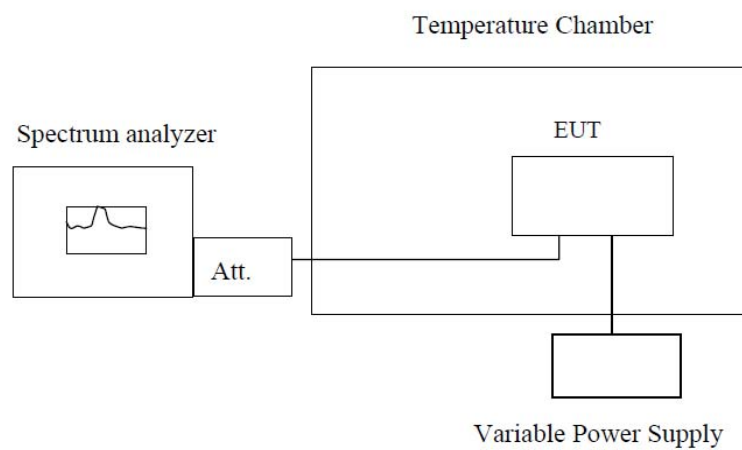 Temperature Chamber
Spectrum analyzer
EUT
Att.
Variable Power Supply